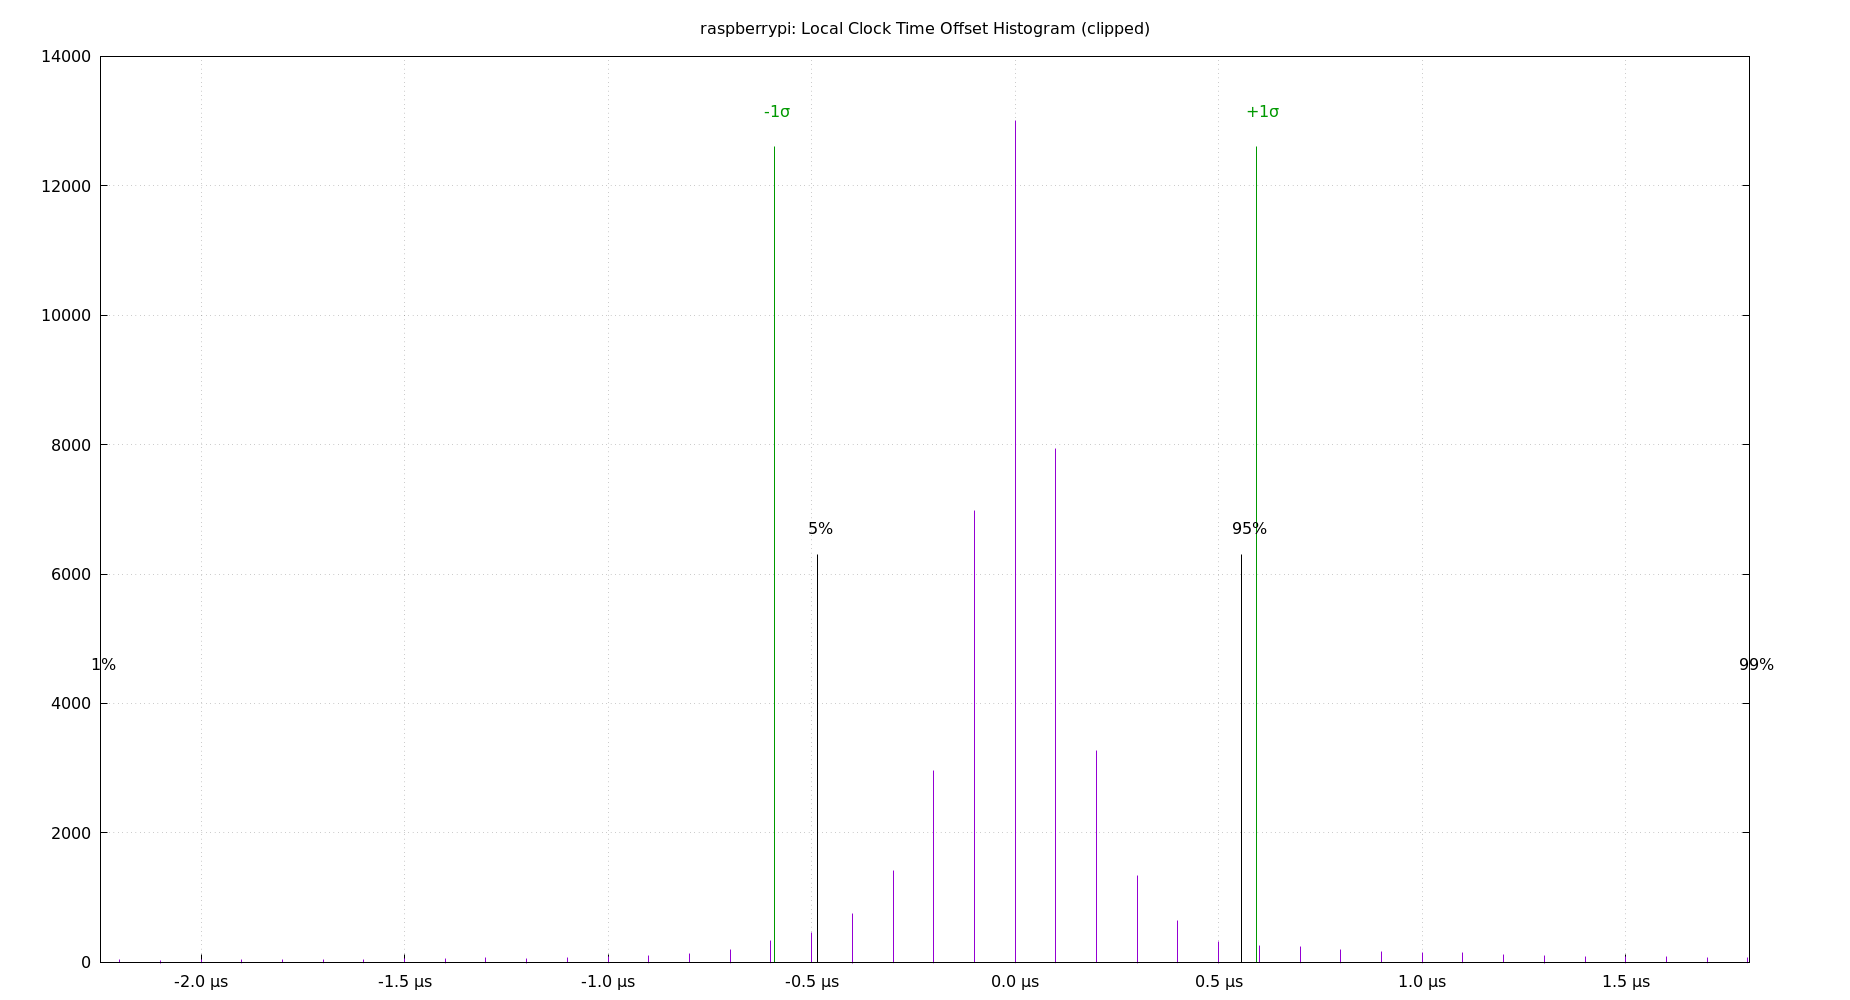 raspberrypi: Local Clock Time Offset Histogram (clipped)
14000
-1σ
+1σ
12000
10000
8000
5%
95%
6000
1%
99%
4000
2000
0
-2.0 µs
-1.5 µs
-1.0 µs
-0.5 µs
0.0 µs
0.5 µs
1.0 µs
1.5 µs